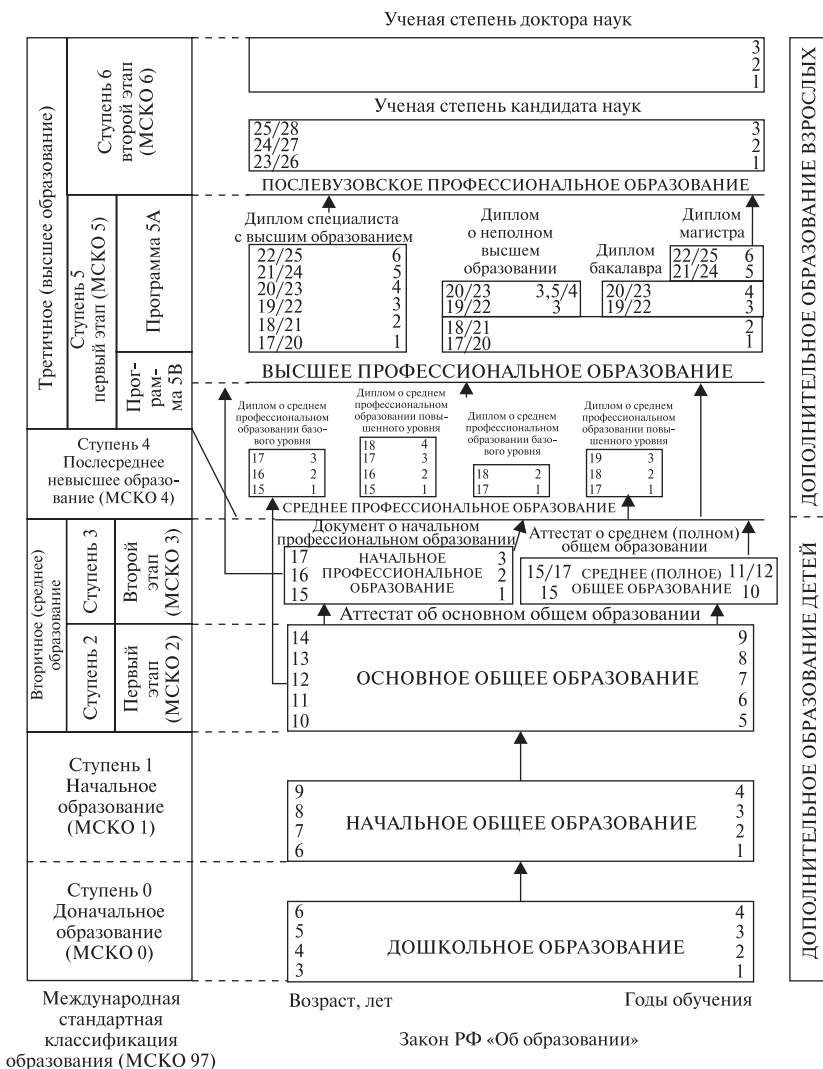 Ученая степень доктора наук
3
2
1
Ученая степень кандидата наук
25/28 3
24/27 2
23/26 1
ПОСЛЕВУЗОВСКОЕ ПРОФЕССИОНАЛЬНОЕ ОБРАЗОВАНИЕ
Диплом специалиста
с высшим образованием
22/25 6
21/24 5
20/23 4
19/22 3
18/21 2
17/20 1
Диплом
о неполном
высшем
образовании
20/23 3,5/4
19/22 3
Диплом
бакалавра
20/23 4
19/22 3
Диплом
магистра
22/25 6
21/24 5
18/21 2
17/20 1
ВЫСШЕЕ ПРОФЕССИОНАЛЬНОЕ ОБРАЗОВАНИЕ
Диплом о среднем
профессиональном
образовании базо-
вого уровня
17 3
16 2
15 1
Диплом о среднем
профессиональном
образовании повы-
шенного уровня
18 4
17 3
16 2
15 1
Диплом о среднем
профессиональном
образовании базо-
вого уровня
18 2
17 1
Диплом о среднем
профессиональном
образовании повы-
шенного уровня
19 3
18 2
17 1
СРЕДНЕЕ ПРОФЕССИОНАЛЬНОЕ ОБРАЗОВАНИЕ
Документ о начальном
профессиональном образовании
17 НАЧАЛЬНОЕ 3
16 ПРОФЕССИОНАЛЬНОЕ 2
15 ОБРАЗОВАНИЕ 1
Аттестат о среднем (полном)
общем образовании
15/17 СРЕДНЕЕ (ПОЛНОЕ) 11/12
15 ОБЩЕЕ ОБРАЗОВАНИЕ 10
Аттестат об основном общем образовании
14 9
13 8
12 ОСНОВНОЕ ОБЩЕЕ ОБРАЗОВАНИЕ 7
11 6
10 5
9 4
8 3
7 НАЧАЛЬНОЕ ОБЩЕЕ ОБРАЗОВАНИЕ 2
6 1
6 4
5 3
4 ДОШКОЛЬНОЕ ОБРАЗОВАНИЕ 2
3 1
Возраст, лет Годы обучения
Закон РФ «Об образовании»
Третичное (высшее образование)
Ступень 6
второй этап
(МСКО 6)
Ступень 5
первый этап (МСКО 5)
Программа 5А
Прог-
рам-
ма 5В
Ступень 4
Послесреднее
невысшее образо-
вание (МСКО 4)
Вторичное (среднее)
образование
Ступень 3
Второй
этап
(МСКО 3)
Ступень 2
Первый
этап
(МСКО 2)
Ступень 1
Начальное
образование
(МСКО 1)
Ступень 0
Доначальное
образование
(МСКО 0)
Международная
стандартная
классификация
образования (МСКО 97)
ДОПОЛНИТЕЛЬНОЕ ОБРАЗОВАНИЕ ВЗРОСЛЫХ
ДОПОЛНИТЕЛЬНОЕ ОБРАЗОВАНИЕ ДЕТЕЙ